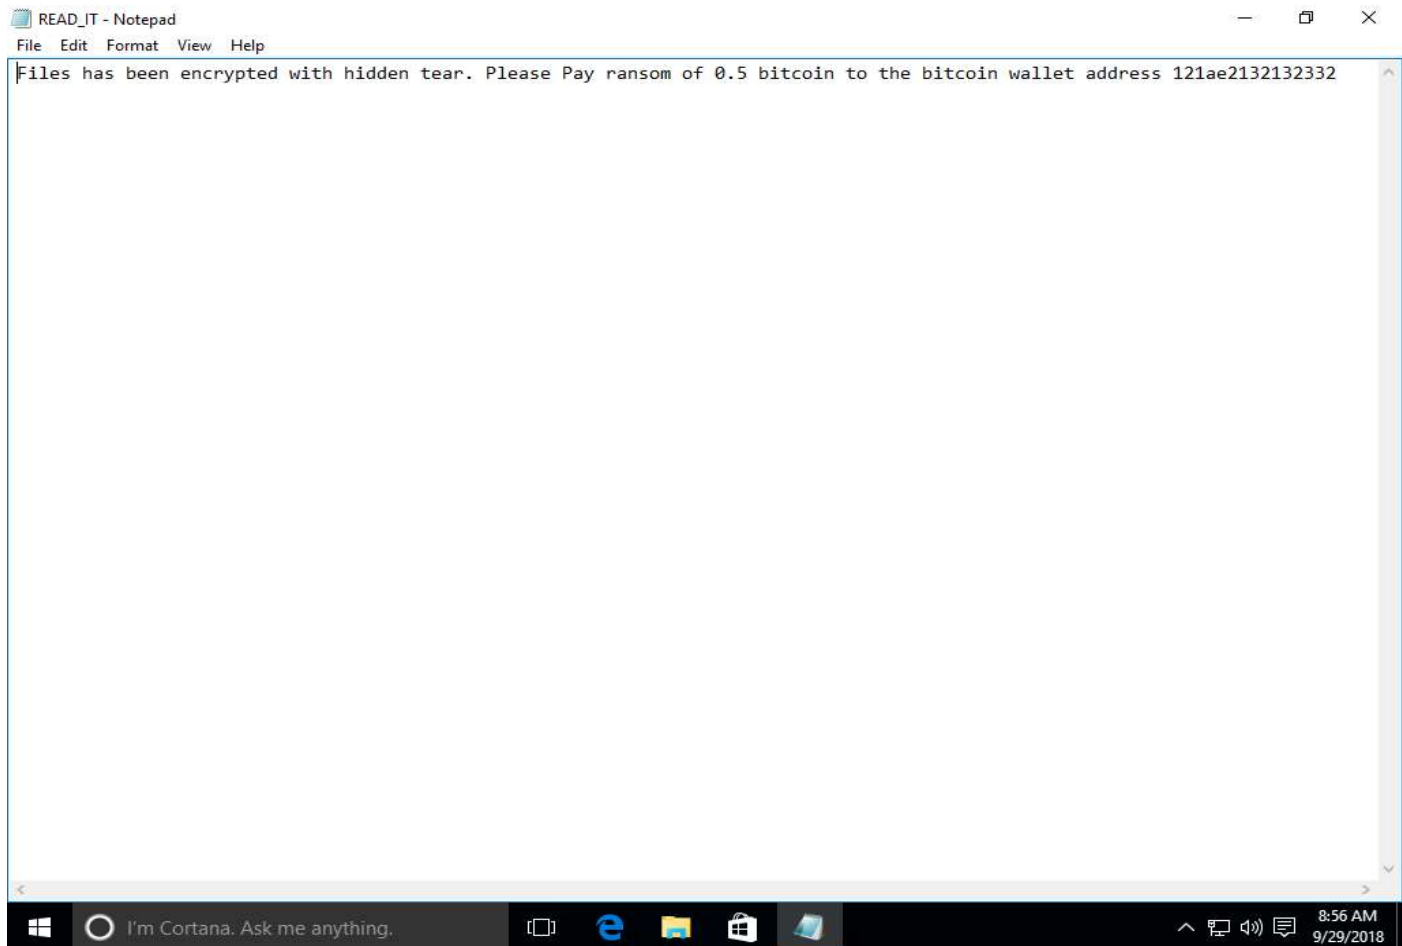 READ_IT - Notepad
File Edit Format View Help
Files has been encrypted with hidden tear. Please Pay ransom of 0.5 bitcoin to the bitcoin wallet address 121ae2132132332
I'm Cortana. Ask me anything.
8:56 AM
9/29/2018